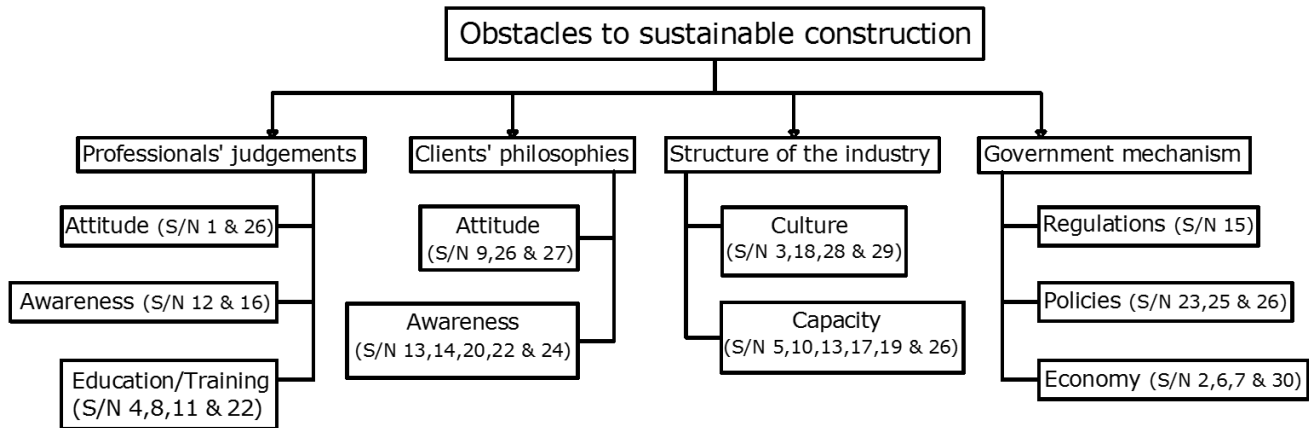 Obstacles to sustainable construction
Professionals' judgements
Clients' philosophies
Structure of the industry
Government mechanism
Attitude (S/N 1 & 26)
Awareness (S/N 12 & 16)
Education/Training
(S/N 4,8,11 & 22)
Attitude
(S/N 9,26 & 27)
Awareness
(S/N 13,14,20,22 & 24)
Culture
(S/N 3,18,28 & 29)
Capacity
(S/N 5,10,13,17,19 & 26)
Regulations (S/N 15)
Policies (S/N 23,25 & 26)
Economy (S/N 2,6,7 & 30)